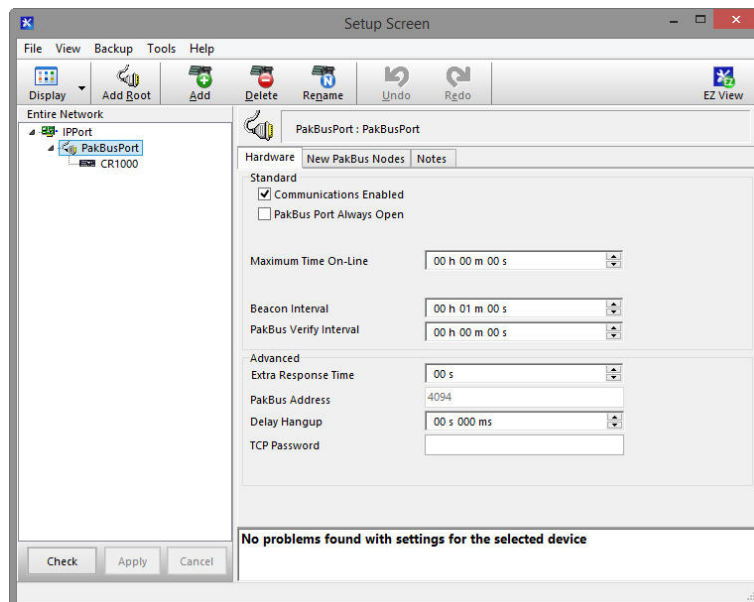 Setup Screen
File View Backup Tools Help
Display Add Root Add Delete Rename Undo Redo EZ View
Entire Network
IPPort
PakBusPort
CR1000
PakBusPort : PakBusPort
Hardware New PakBus Nodes Notes
Standard
Communications Enabled
PakBus Port Always Open
Maximum Time On-Line 00 h 00 m 00 s
Beacon Interval 00 h 01 m 00 s
PakBus Verify Interval 00 h 00 m 00 s
Advanced
Extra Response Time 00 s
PakBus Address 4094
Delay Hangup 00 s 000 ms
TCP Password
No problems found with settings for the selected device
Check Apply Cancel